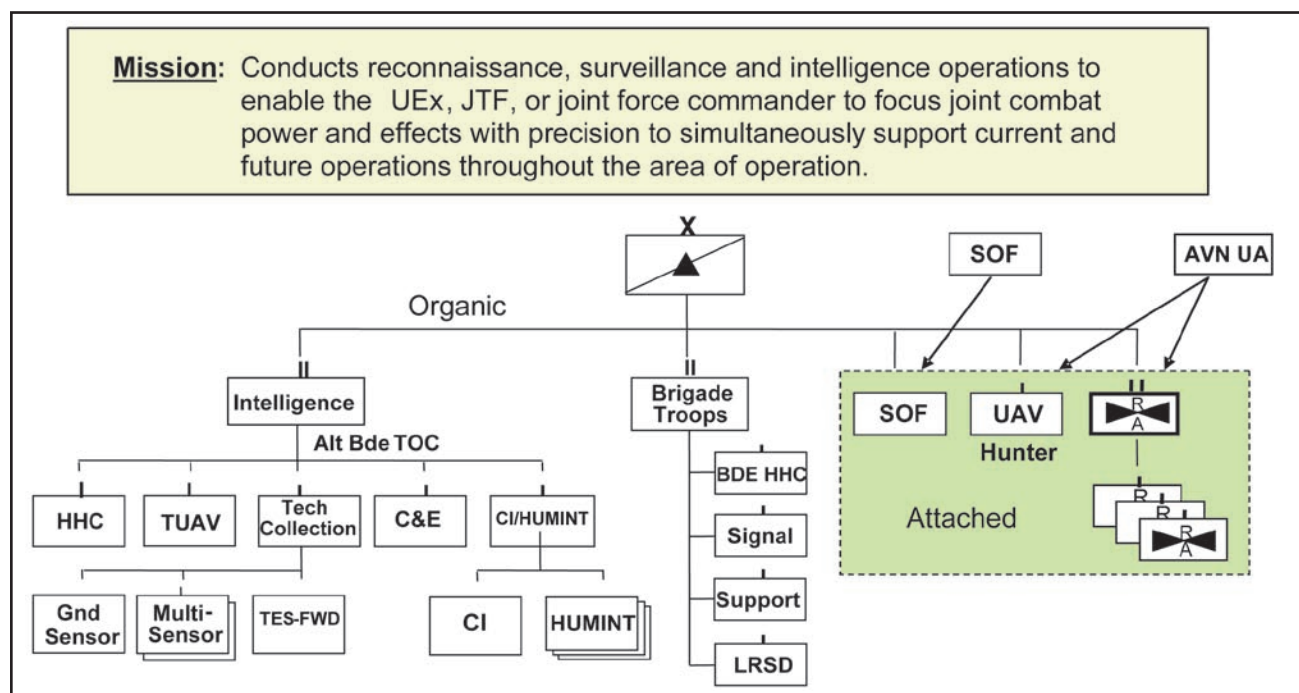 Mission: Conducts reconnaissance, surveillance and intelligence operations to
enable the UEx, JTF, or joint force commander to focus joint combat
power and effects with precision to simultaneously support current and
future operations throughout the area of operation.
X
SOF
AVN UA
Organic
II
Intelligence
Alt Bde TOC
II
Brigade
Troops
SOF
I
UAV
Hunter
II
R
A
Attached
R
R
R
A
I
HHC
I
TUAV
I
Tech
Collection
I
C&E
I
CI/HUMINT
Gnd
Sensor
Multi-
Sensor
TES-FWD
CI
HUMINT
I
BDE HHC
I
Signal
I
Support
I
LRSD